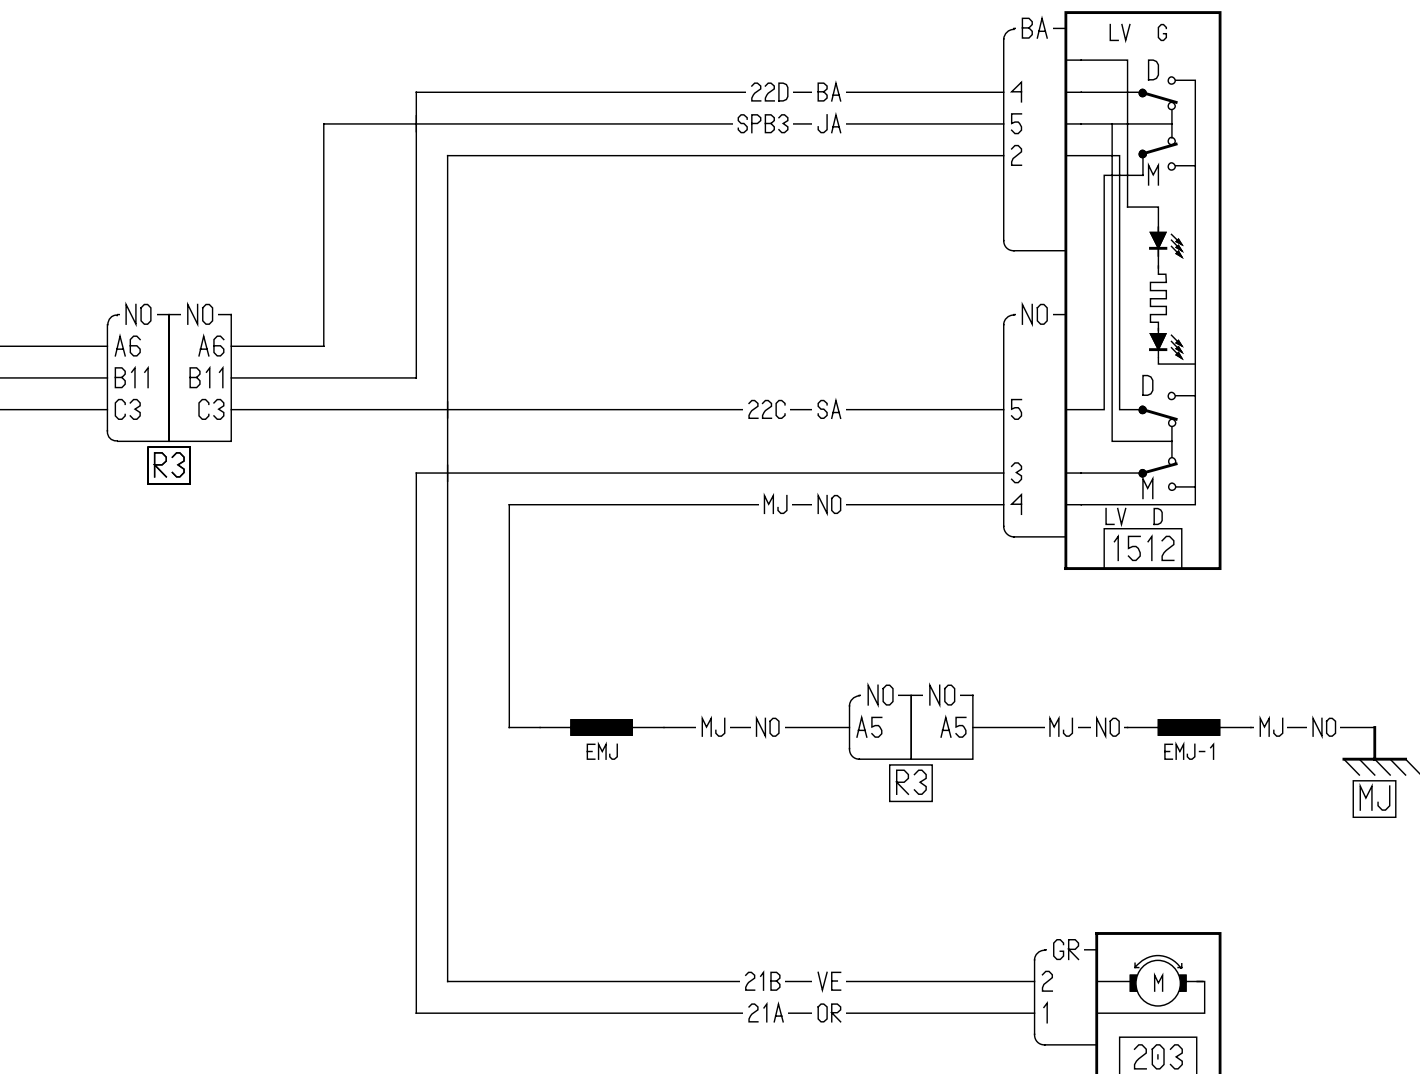 BA
LV G
D
4
22D BA
5
SPB3 JA
2
M
NO NO
NO
A6 A6
B11 B11
C3 C3
D
22C SA
5
R3
3
M
MJ NO
4
LV D
1512
NO NO
MJ NO
A5 A5
MJ NO
MJ NO
EMJ
EMJ-1
R3
MJ
GR
21B VE
2
M
21A OR
1
203